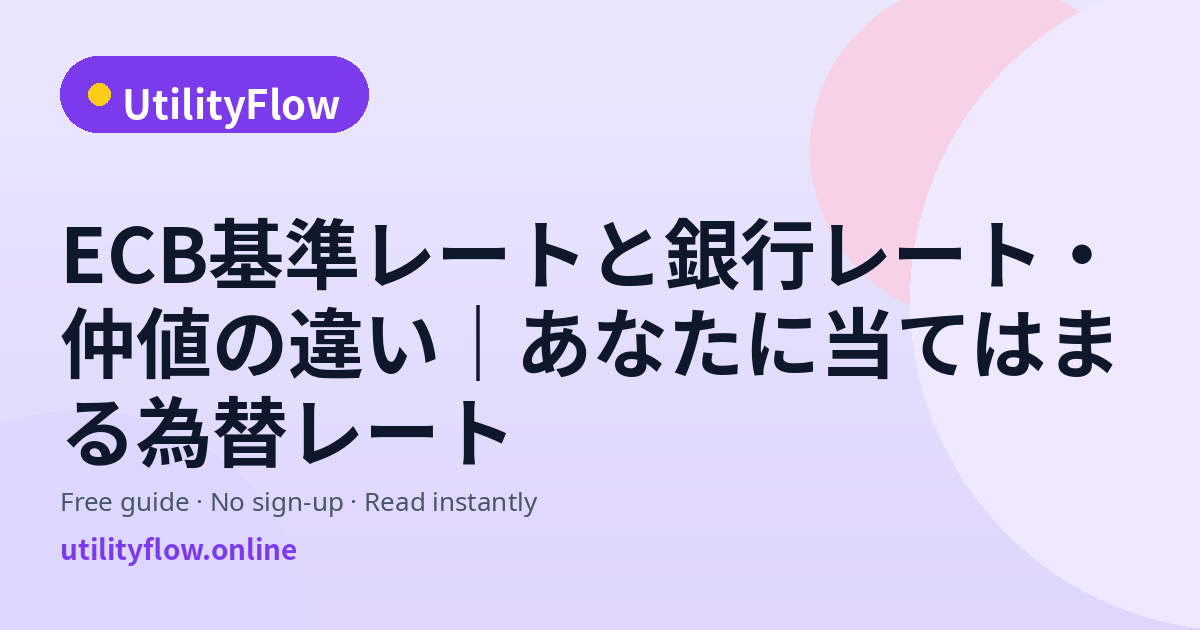 UtilityFlow
ECB基準レートと銀行レート・
仲値の違い｜あなたに当てはま
る為替レート
Free guide · No sign-up · Read instantly
utilityflow.online